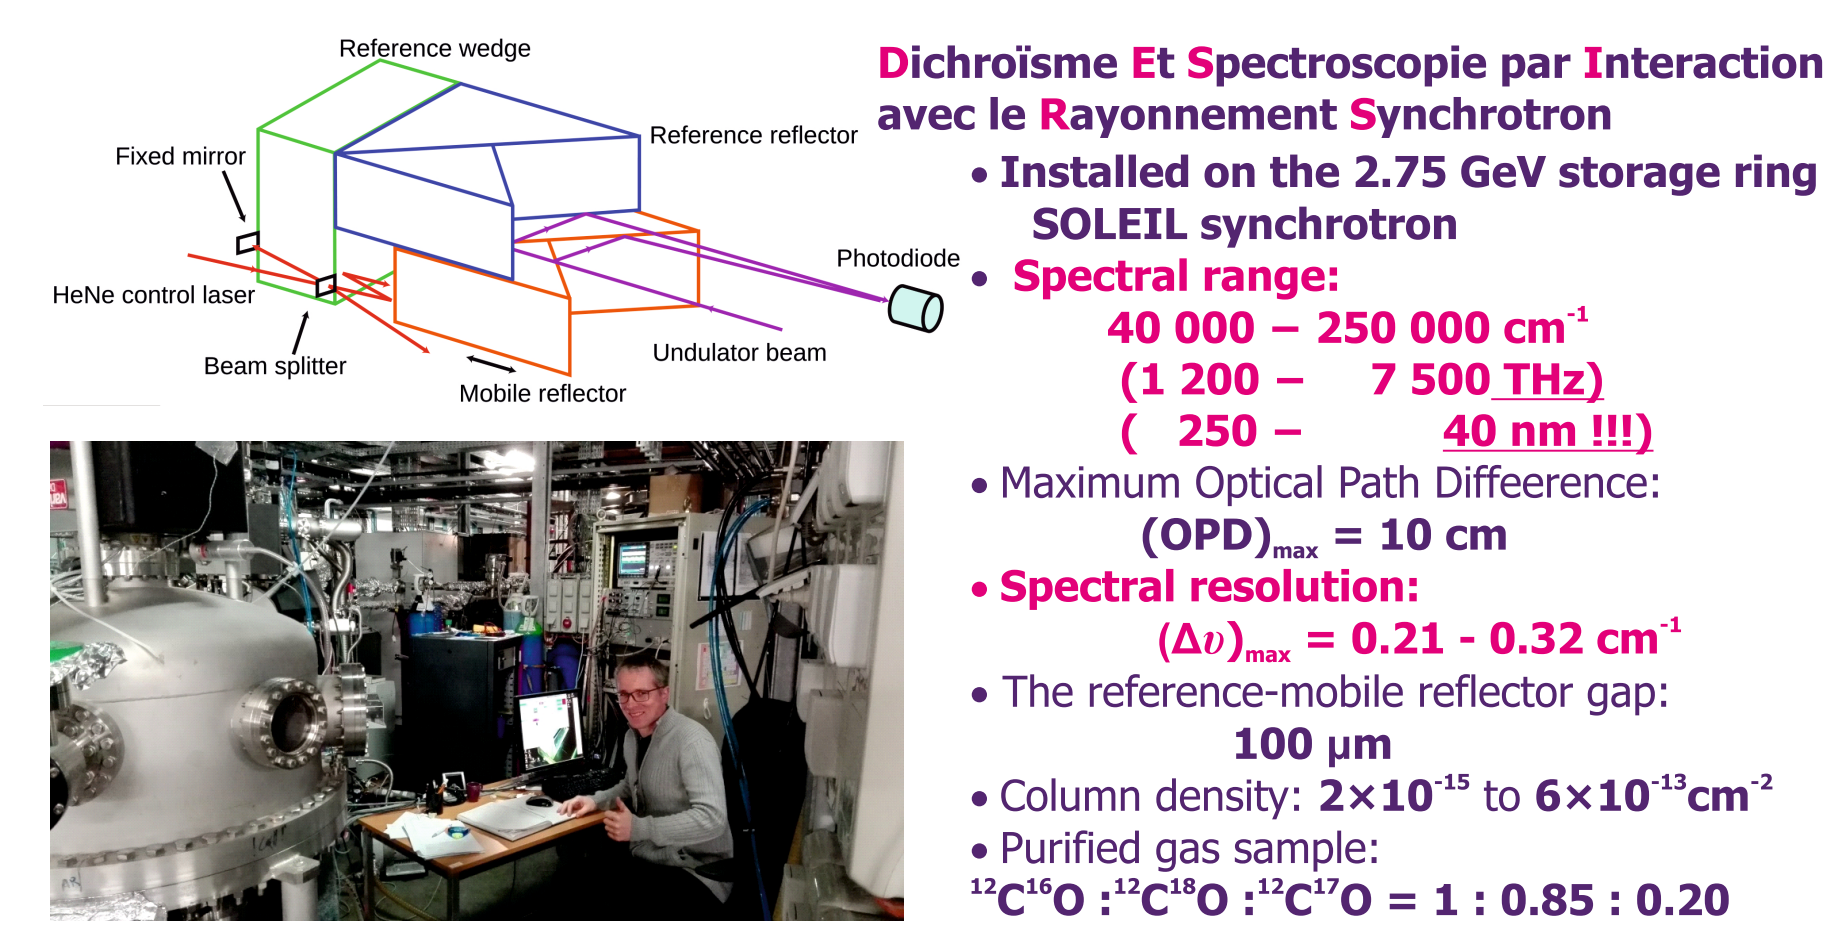 Reference wedge
Reference reflector
Fixed mirror
HeNe control laser
Photodiode
Beam splitter
Undulator beam
Mobile reflector
Dichroïsme Et Spectroscopie par Interaction
avec le Rayonnement Synchrotron
• Installed on the 2.75 GeV storage ring
SOLEIL synchrotron
• Spectral range:
40 000 – 250 000 cm⁻¹
(1 200 – 7 500 THz)
( 250 – 40 nm !!!)
• Maximum Optical Path Diffeerence:
(OPD)max = 10 cm
• Spectral resolution:
(Δυ)max = 0.21 - 0.32 cm⁻¹
• The reference-mobile reflector gap:
100 µm
• Column density: 2×10⁻¹⁵ to 6×10⁻¹³cm⁻²
• Purified gas sample:
¹²C¹⁶O :¹²C¹⁸O :¹²C¹⁷O = 1 : 0.85 : 0.20